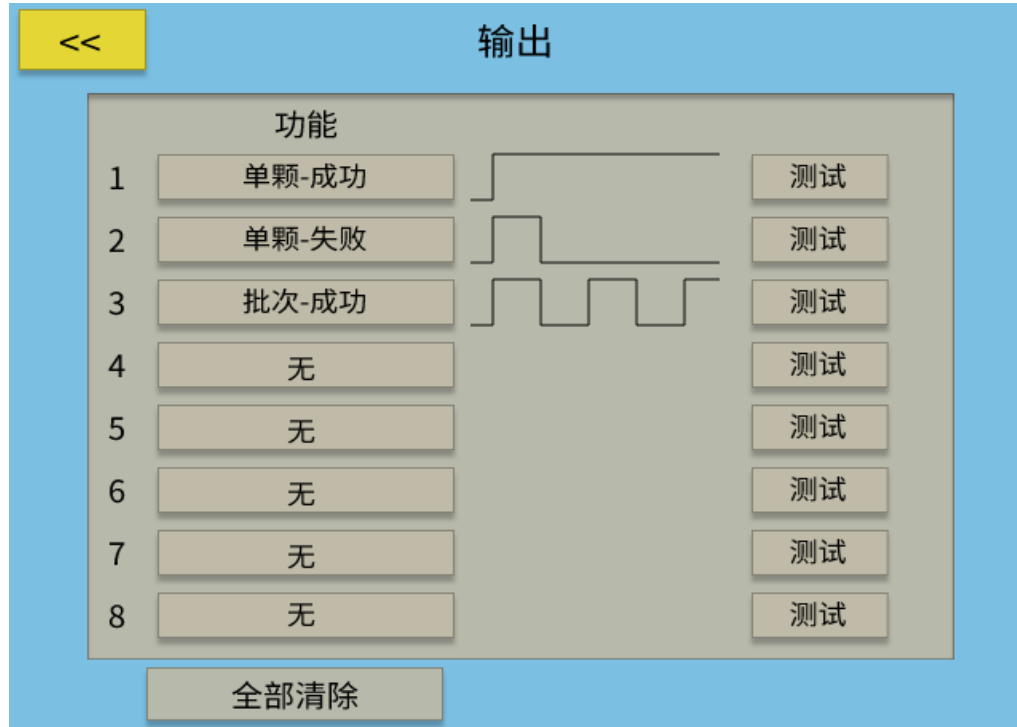 << 输出
功能
1 单颗-成功 测试
2 单颗-失败 测试
3 批次-成功 测试
4 无 测试
5 无 测试
6 无 测试
7 无 测试
8 无 测试
全部清除